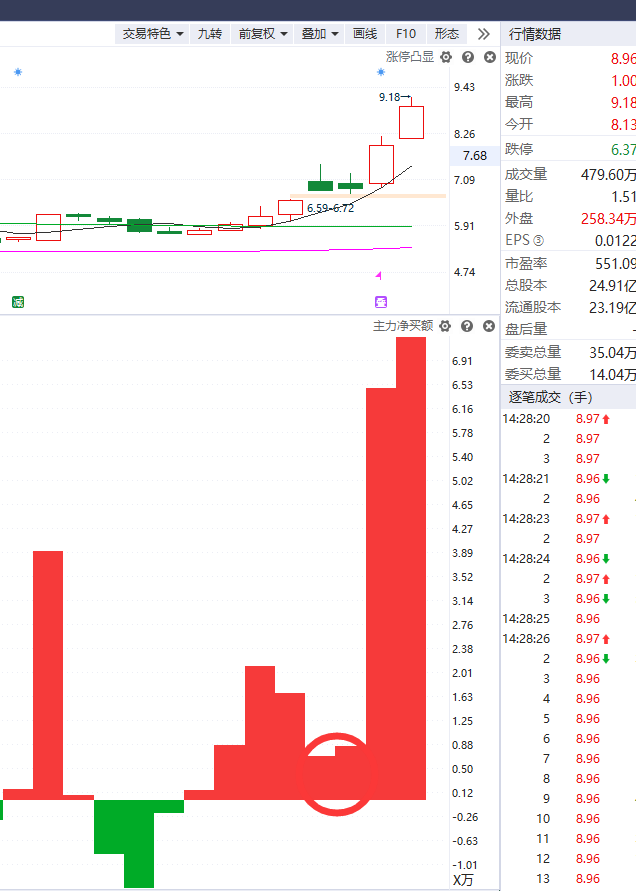 交易特色 九转 前复权 叠加 画线 F10 形态
涨停凸显
9.43
8.26
7.68
7.09
5.91
4.74
9.18
6.59-6.72
减
主力净买额
6.91
6.53
6.16
5.78
5.40
5.02
4.65
4.27
3.89
3.52
3.14
2.76
2.38
2.01
1.63
1.25
0.88
0.50
0.12
-0.26
-0.63
-1.01
X万
行情数据
现价 8.96
涨跌 1.00
最高 9.18
今开 8.13
跌停 6.37
成交量 479.60万
量比 1.51
外盘 258.34万
EPS③ 0.0122
市盈率 551.09
总股本 24.91亿
流通股本 23.19亿
盘后量 -
委卖总量 35.04万
委买总量 14.04万
逐笔成交（手）
14:28:20 8.97
2 8.97
3 8.97
14:28:21 8.96
2 8.96
14:28:23 8.97
2 8.97
14:28:24 8.96
2 8.97
3 8.96
14:28:25 8.96
14:28:26 8.97
2 8.96
3 8.96
4 8.96
5 8.96
6 8.96
7 8.96
8 8.96
9 8.96
10 8.96
11 8.96
12 8.96
13 8.96